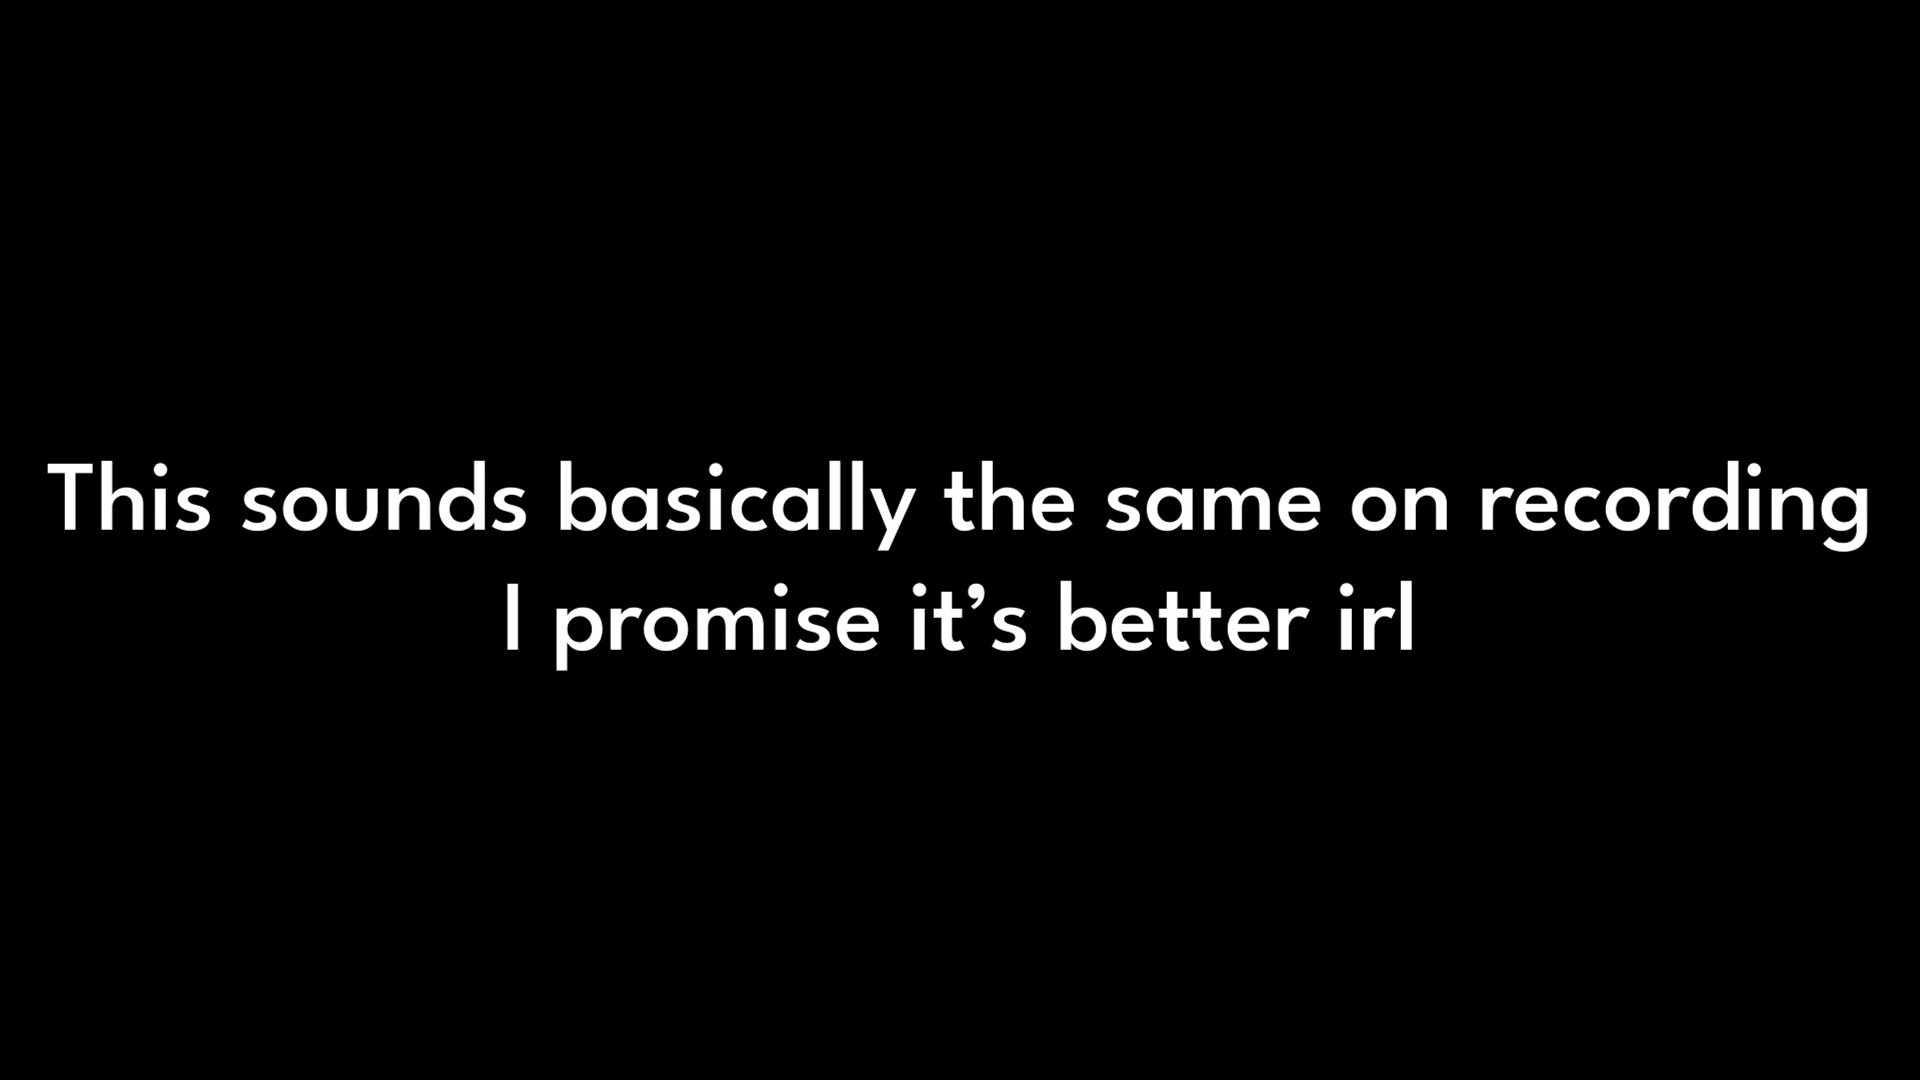 This sounds basically the same on recording
I promise it’s better irl